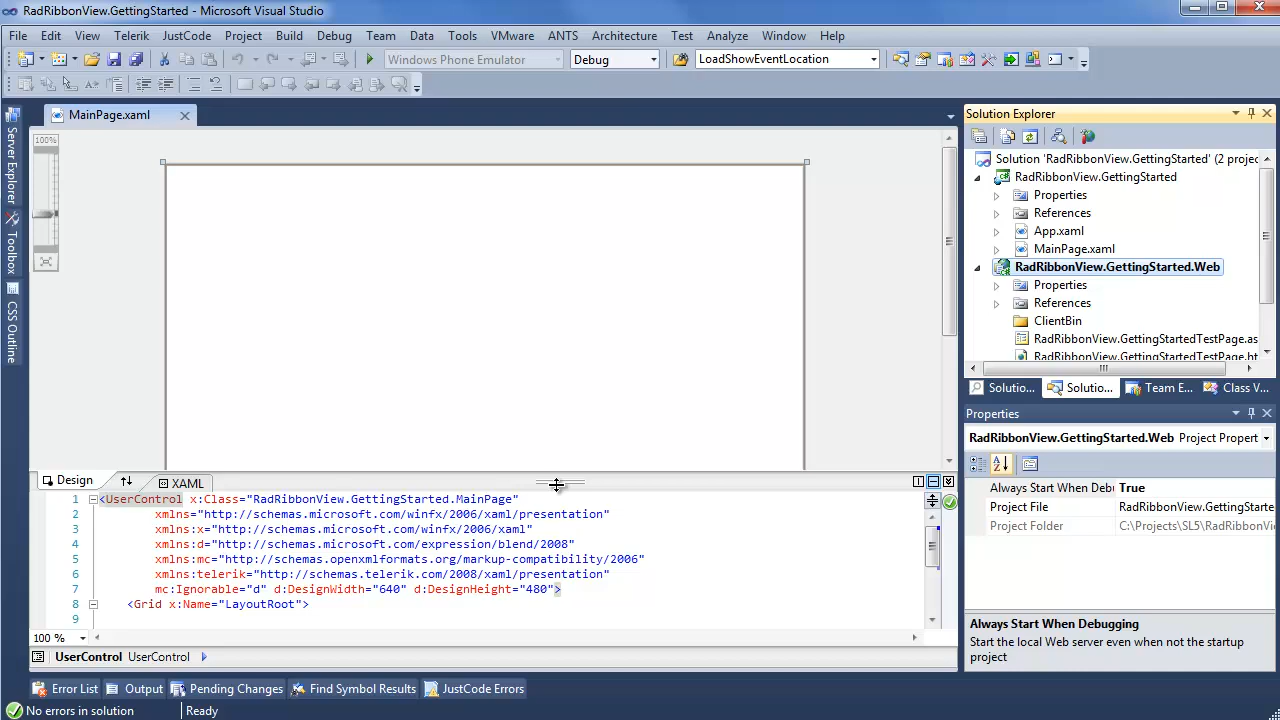 RadRibbonView.GettingStarted - Microsoft Visual Studio
File Edit View Telerik JustCode Project Build Debug Team Data Tools VMware ANTS Architecture Test Analyze Window Help
Windows Phone Emulator Debug LoadShowEventLocation
MainPage.xaml
Server Explorer
Toolbox
CSS Outline
100%
Design XAML
1 <UserControl x:Class="RadRibbonView.GettingStarted.MainPage"
2 xmlns="http://schemas.microsoft.com/winfx/2006/xaml/presentation"
3 xmlns:x="http://schemas.microsoft.com/winfx/2006/xaml"
4 xmlns:d="http://schemas.microsoft.com/expression/blend/2008"
5 xmlns:mc="http://schemas.openxmlformats.org/markup-compatibility/2006"
6 xmlns:telerik="http://schemas.telerik.com/2008/xaml/presentation"
7 mc:Ignorable="d" d:DesignWidth="640" d:DesignHeight="480">
8 <Grid x:Name="LayoutRoot">
9
100 %
UserControl UserControl
Solution Explorer
Solution 'RadRibbonView.GettingStarted' (2 projec
RadRibbonView.GettingStarted
Properties
References
App.xaml
MainPage.xaml
RadRibbonView.GettingStarted.Web
Properties
References
ClientBin
RadRibbonView.GettingStartedTestPage.as
RadRibbonView.GettingStartedTestPage.ht
Solutio... Solutio... Team E... Class V...
Properties
RadRibbonView.GettingStarted.Web Project Propert
Always Start When Debu True
Project File RadRibbonView.GettingStarte
Project Folder C:\Projects\SL5\RadRibbonVi
Always Start When Debugging
Start the local Web server even when not the startup
project
Error List Output Pending Changes Find Symbol Results JustCode Errors
No errors in solution Ready